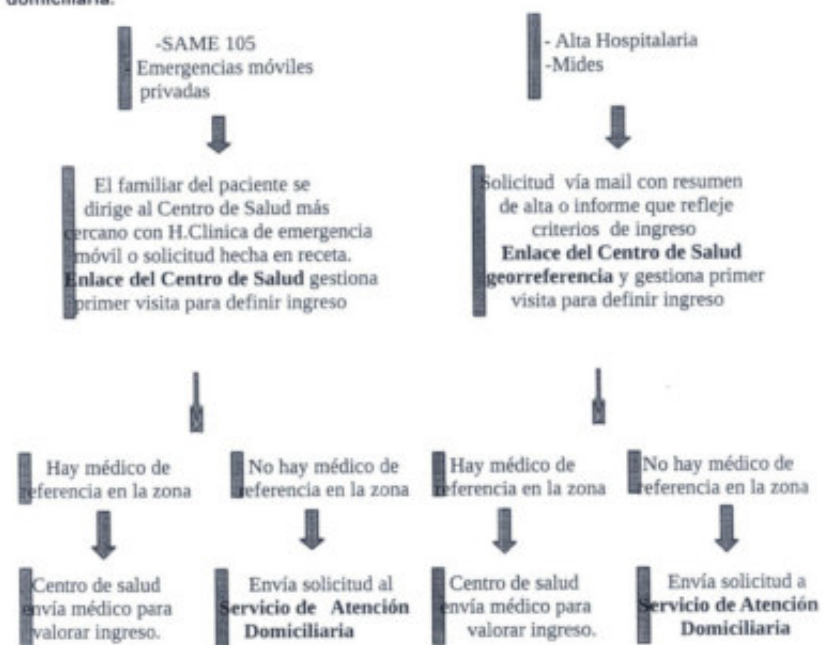 domiciliaria.
-SAME 105
- Emergencias móviles
privadas
- Alta Hospitalaria
-Mides
El familiar del paciente se
dirige al Centro de Salud más
cercano con H.Clinica de emergencia
móvil o solicitud hecha en receta.
Enlace del Centro de Salud gestiona
primer visita para definir ingreso
Solicitud vía mail con resumen
de alta o informe que refleje
criterios de ingreso
Enlace del Centro de Salud
georreferencia y gestiona primer
visita para definir ingreso
Hay médico de
referencia en la zona
No hay médico de
referencia en la zona
Hay médico de
referencia en la zona
No hay médico de
referencia en la zona
Centro de salud
envía médico para
valorar ingreso.
Envía solicitud al
Servicio de Atención
Domiciliaria
Centro de salud
envía médico para
valorar ingreso.
Envía solicitud a
Servicio de Atención
Domiciliaria